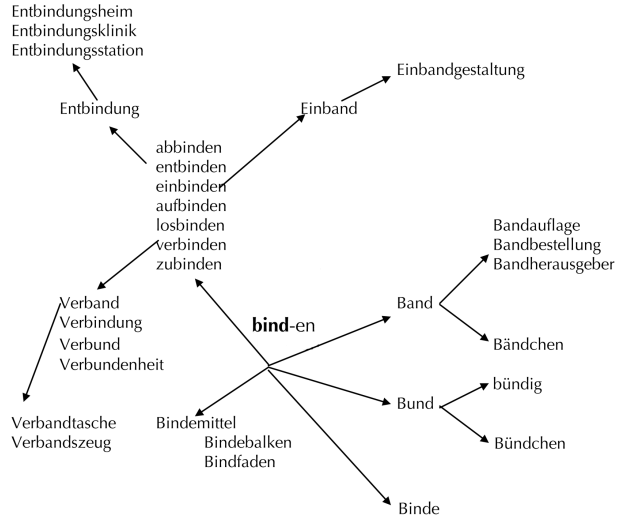 Entbindungsheim
Entbindungsklinik
Entbindungsstation
Einbandgestaltung
Entbindung
Einband
abbinden
entbinden
einbinden
aufbinden
losbinden
verbinden
zubinden
Bandauflage
Bandbestellung
Bandherausgeber
Verband
Verbindung
Verbund
Verbundenheit
bind-en
Band
Bändchen
bündig
Bund
Bündchen
Verbandtasche
Verbandszeug
Bindemittel
Bindebalken
Bindfaden
Binde